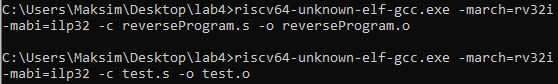 C:\Users\Maksim\Desktop\lab4>riscv64-unknown-elf-gcc.exe -march=rv32i
-mabi=ilp32 -c reverseProgram.s -o reverseProgram.o
C:\Users\Maksim\Desktop\lab4>riscv64-unknown-elf-gcc.exe -march=rv32i
-mabi=ilp32 -c test.s -o test.o